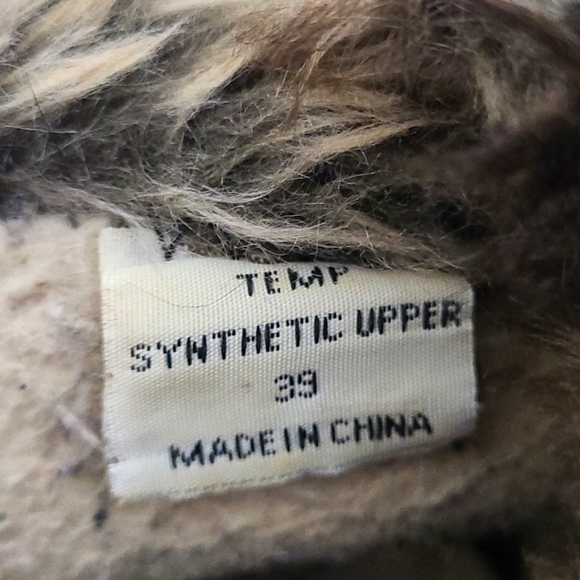 TEMP
SYNTHETIC UPPER
39
MADE IN CHINA